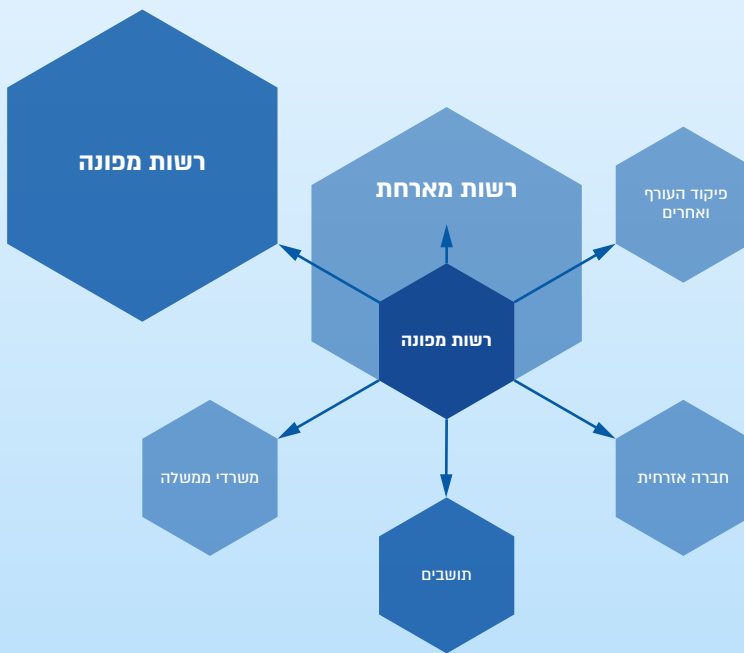 רשות מפונה
רשות מארחת
פיקוד העורף
ואחרים
רשות מפונה
משרדי ממשלה
חברה אזרחית
תושבים